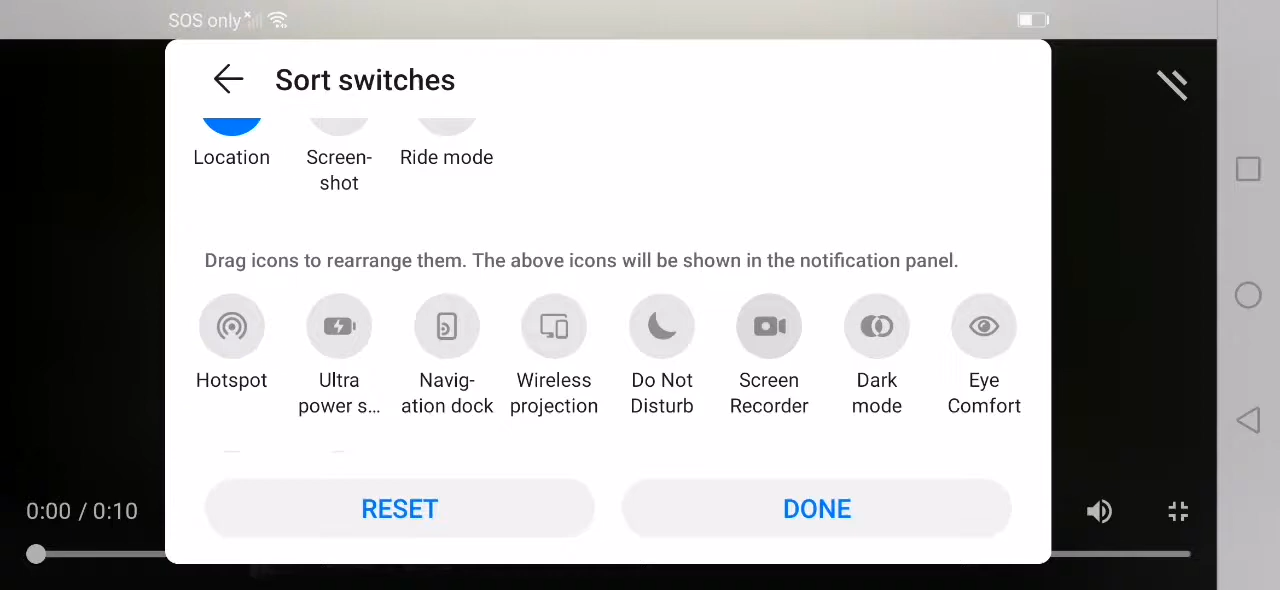 SOS only
Sort switches
Location
Screen-
shot
Ride mode
Drag icons to rearrange them. The above icons will be shown in the notification panel.
Hotspot
Ultra
power s...
Navig-
ation dock
Wireless
projection
Do Not
Disturb
Screen
Recorder
Dark
mode
Eye
Comfort
RESET
DONE
0:00 / 0:10